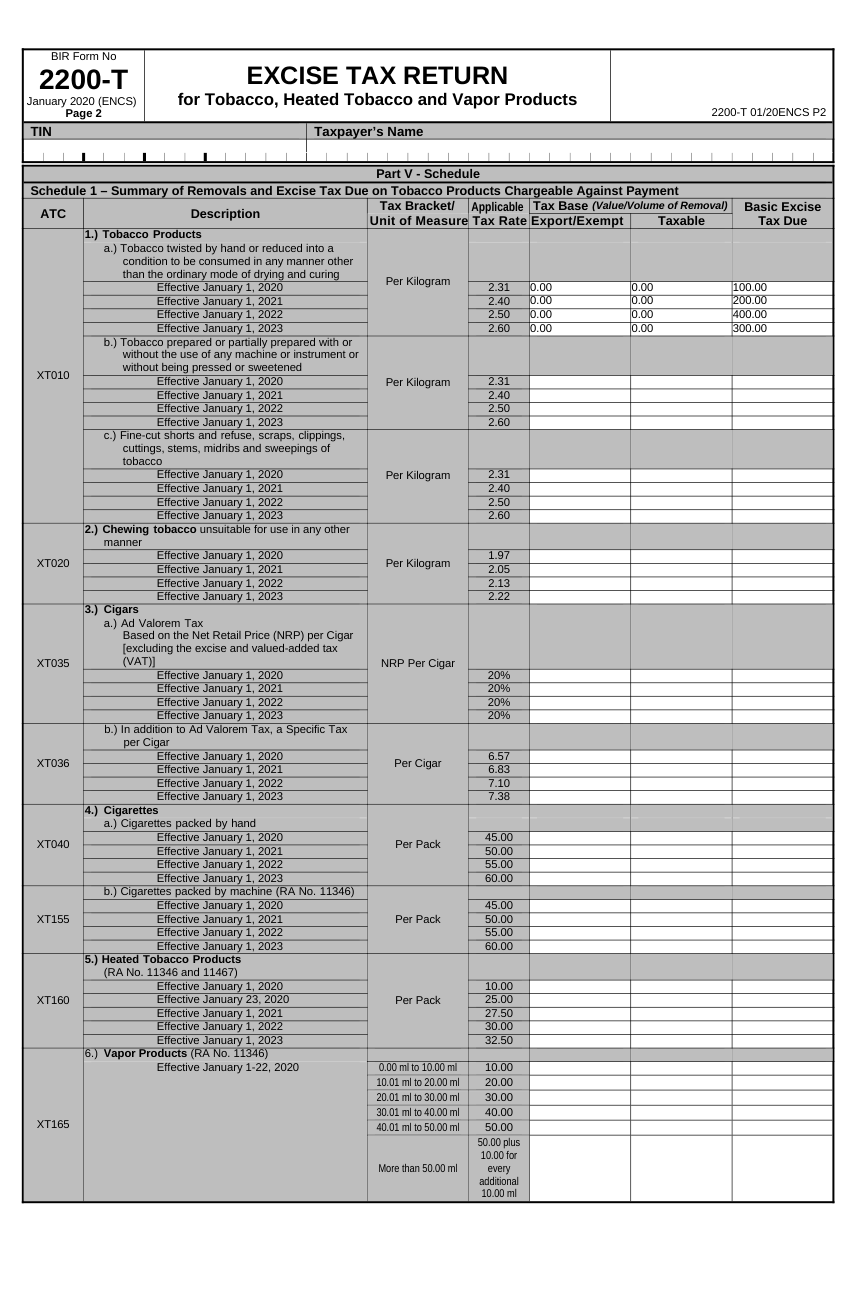 BIR Form No
2200-T
January 2020 (ENCS)
Page 2
EXCISE TAX RETURN
for Tobacco, Heated Tobacco and Vapor Products
2200-T 01/20ENCS P2
TIN Taxpayer's Name
Part V - Schedule
Schedule 1 – Summary of Removals and Excise Tax Due on Tobacco Products Chargeable Against Payment
ATC Description Tax Bracket/ Unit of Measure Applicable Tax Rate Tax Base (Value/Volume of Removal) Export/Exempt Taxable Basic Excise Tax Due
XT010
1.) Tobacco Products
a.) Tobacco twisted by hand or reduced into a
condition to be consumed in any manner other
than the ordinary mode of drying and curing
Per Kilogram
Effective January 1, 2020 2.31 0.00 0.00 100.00
Effective January 1, 2021 2.40 0.00 0.00 200.00
Effective January 1, 2022 2.50 0.00 0.00 400.00
Effective January 1, 2023 2.60 0.00 0.00 300.00
b.) Tobacco prepared or partially prepared with or
without the use of any machine or instrument or
without being pressed or sweetened
Per Kilogram
Effective January 1, 2020 2.31
Effective January 1, 2021 2.40
Effective January 1, 2022 2.50
Effective January 1, 2023 2.60
c.) Fine-cut shorts and refuse, scraps, clippings,
cuttings, stems, midribs and sweepings of
tobacco
Per Kilogram
Effective January 1, 2020 2.31
Effective January 1, 2021 2.40
Effective January 1, 2022 2.50
Effective January 1, 2023 2.60
XT020
2.) Chewing tobacco unsuitable for use in any other
manner
Per Kilogram
Effective January 1, 2020 1.97
Effective January 1, 2021 2.05
Effective January 1, 2022 2.13
Effective January 1, 2023 2.22
XT035
3.) Cigars
a.) Ad Valorem Tax
Based on the Net Retail Price (NRP) per Cigar
[excluding the excise and valued-added tax
(VAT)]
NRP Per Cigar
Effective January 1, 2020 20%
Effective January 1, 2021 20%
Effective January 1, 2022 20%
Effective January 1, 2023 20%
XT036
b.) In addition to Ad Valorem Tax, a Specific Tax
per Cigar
Per Cigar
Effective January 1, 2020 6.57
Effective January 1, 2021 6.83
Effective January 1, 2022 7.10
Effective January 1, 2023 7.38
XT040
4.) Cigarettes
a.) Cigarettes packed by hand
Per Pack
Effective January 1, 2020 45.00
Effective January 1, 2021 50.00
Effective January 1, 2022 55.00
Effective January 1, 2023 60.00
XT155
b.) Cigarettes packed by machine (RA No. 11346)
Per Pack
Effective January 1, 2020 45.00
Effective January 1, 2021 50.00
Effective January 1, 2022 55.00
Effective January 1, 2023 60.00
XT160
5.) Heated Tobacco Products
(RA No. 11346 and 11467)
Per Pack
Effective January 1, 2020 10.00
Effective January 23, 2020 25.00
Effective January 1, 2021 27.50
Effective January 1, 2022 30.00
Effective January 1, 2023 32.50
XT165
6.) Vapor Products (RA No. 11346)
Effective January 1-22, 2020 0.00 ml to 10.00 ml 10.00
10.01 ml to 20.00 ml 20.00
20.01 ml to 30.00 ml 30.00
30.01 ml to 40.00 ml 40.00
40.01 ml to 50.00 ml 50.00
More than 50.00 ml
50.00 plus
10.00 for
every
additional
10.00 ml